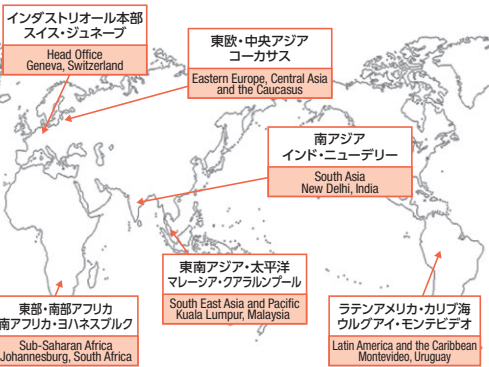 インダストリオール本部
スイス・ジュネーブ
Head Office
Geneva, Switzerland
東欧・中央アジア
コーカサス
Eastern Europe, Central Asia
and the Caucasus
南アジア
インド・ニューデリー
South Asia
New Delhi, India
東南アジア・太平洋
マレーシア・クアラルンプール
South East Asia and Pacific
Kuala Lumpur, Malaysia
東部・南部アフリカ
南アフリカ・ヨハネスブルク
Sub-Saharan Africa
Johannesburg, South Africa
ラテンアメリカ・カリブ海
ウルグアイ・モンテビデオ
Latin America and the Caribbean
Montevideo, Uruguay